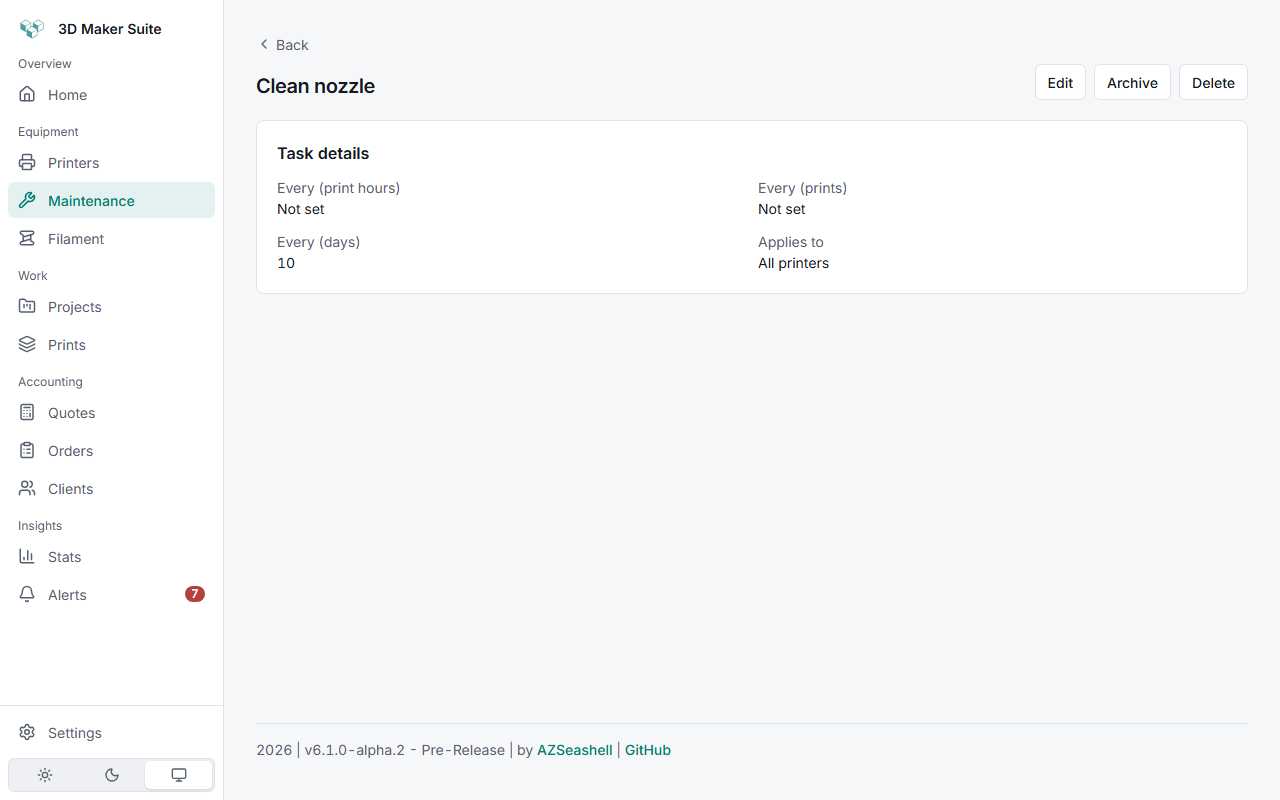 3D Maker Suite
Overview
Home
Equipment
Printers
Maintenance
Filament
Work
Projects
Prints
Accounting
Quotes
Orders
Clients
Insights
Stats
Alerts 7
Settings
Back
Clean nozzle
Edit Archive Delete
Task details
Every (print hours) Every (prints)
Not set Not set
Every (days) Applies to
10 All printers
2026 | v6.1.0-alpha.2 - Pre-Release | by AZSeashell | GitHub